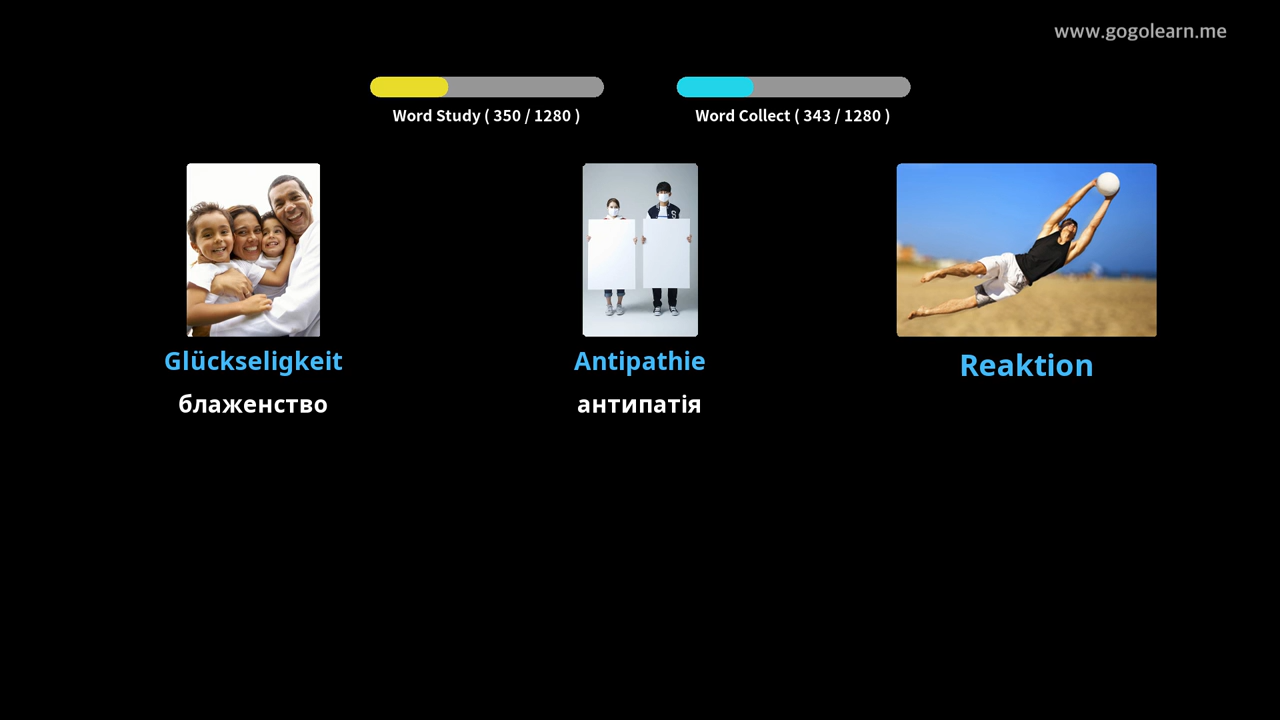 www.gogolearn.me
Word Study ( 350 / 1280 )
Word Collect ( 343 / 1280 )
Glückseligkeit
блаженство
Antipathie
антипатія
Reaktion